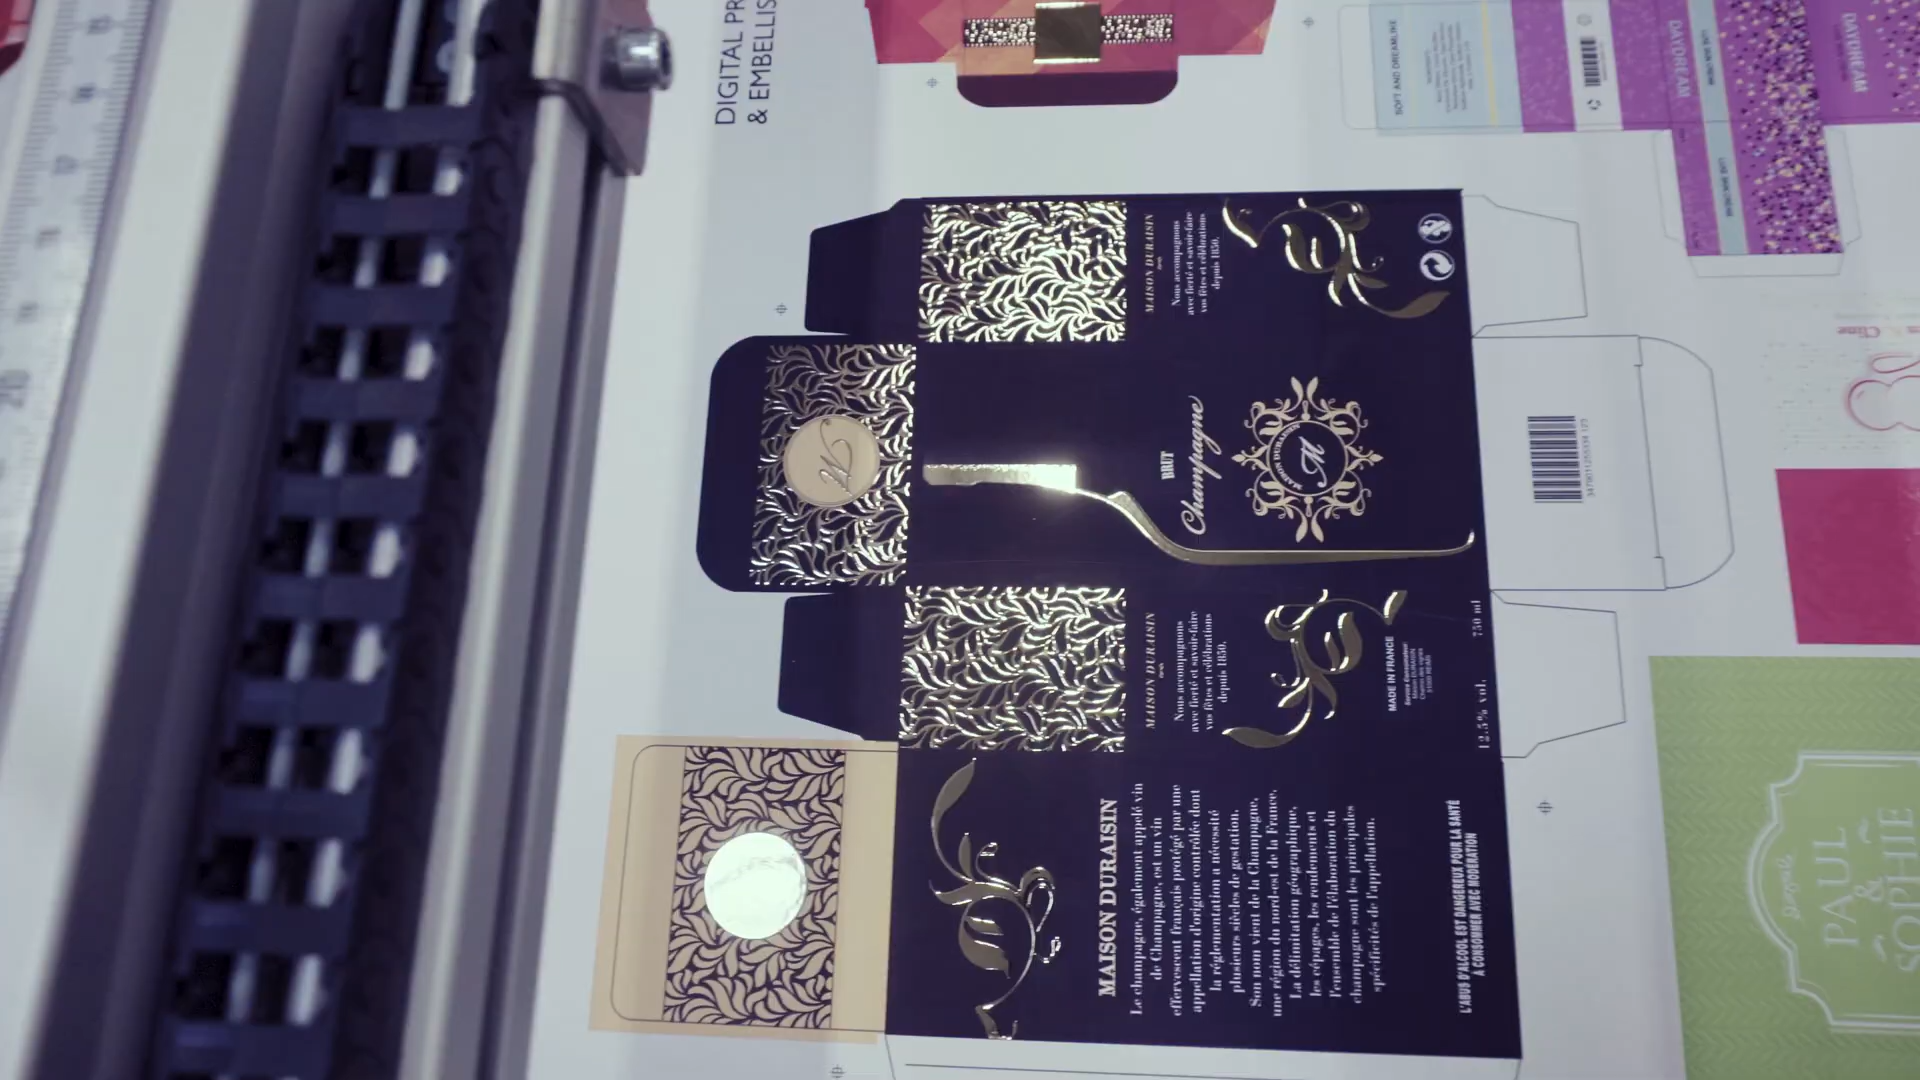 DIGITAL PR
& EMBELLIS
SOFT AND DREAMLIKE
DAYDREAM
DAYDREAM
MAISON DURAISIN
Nous accompagnons
avec fierté et savoir-faire
vos fêtes et célébrations
depuis 1850.
BRUT
Champagne
MAISON DURAISIN
M
M
MAISON DURAISIN
Nous accompagnons
avec fierté et savoir-faire
vos fêtes et célébrations
depuis 1850.
MADE IN FRANCE
Service Consommateur
Maison DURAISIN
12.5% vol.
750 ml
MAISON DURAISIN
Le champagne, également appelé vin
de Champagne, est un vin
effervescent français protégé par une
appellation d'origine contrôlée dont
la réglementation a nécessité
plusieurs siècles de gestation.
Son nom vient de la Champagne,
une région du nord-est de la France.
La délimitation géographique,
les cépages, les rendements et
l'ensemble de l'élaboration du
champagne sont les principales
spécificités de l'appellation.
L'ABUS D'ALCOOL EST DANGEREUX POUR LA SANTÉ
À CONSOMMER AVEC MODÉRATION
PAUL
&
SOPHIE